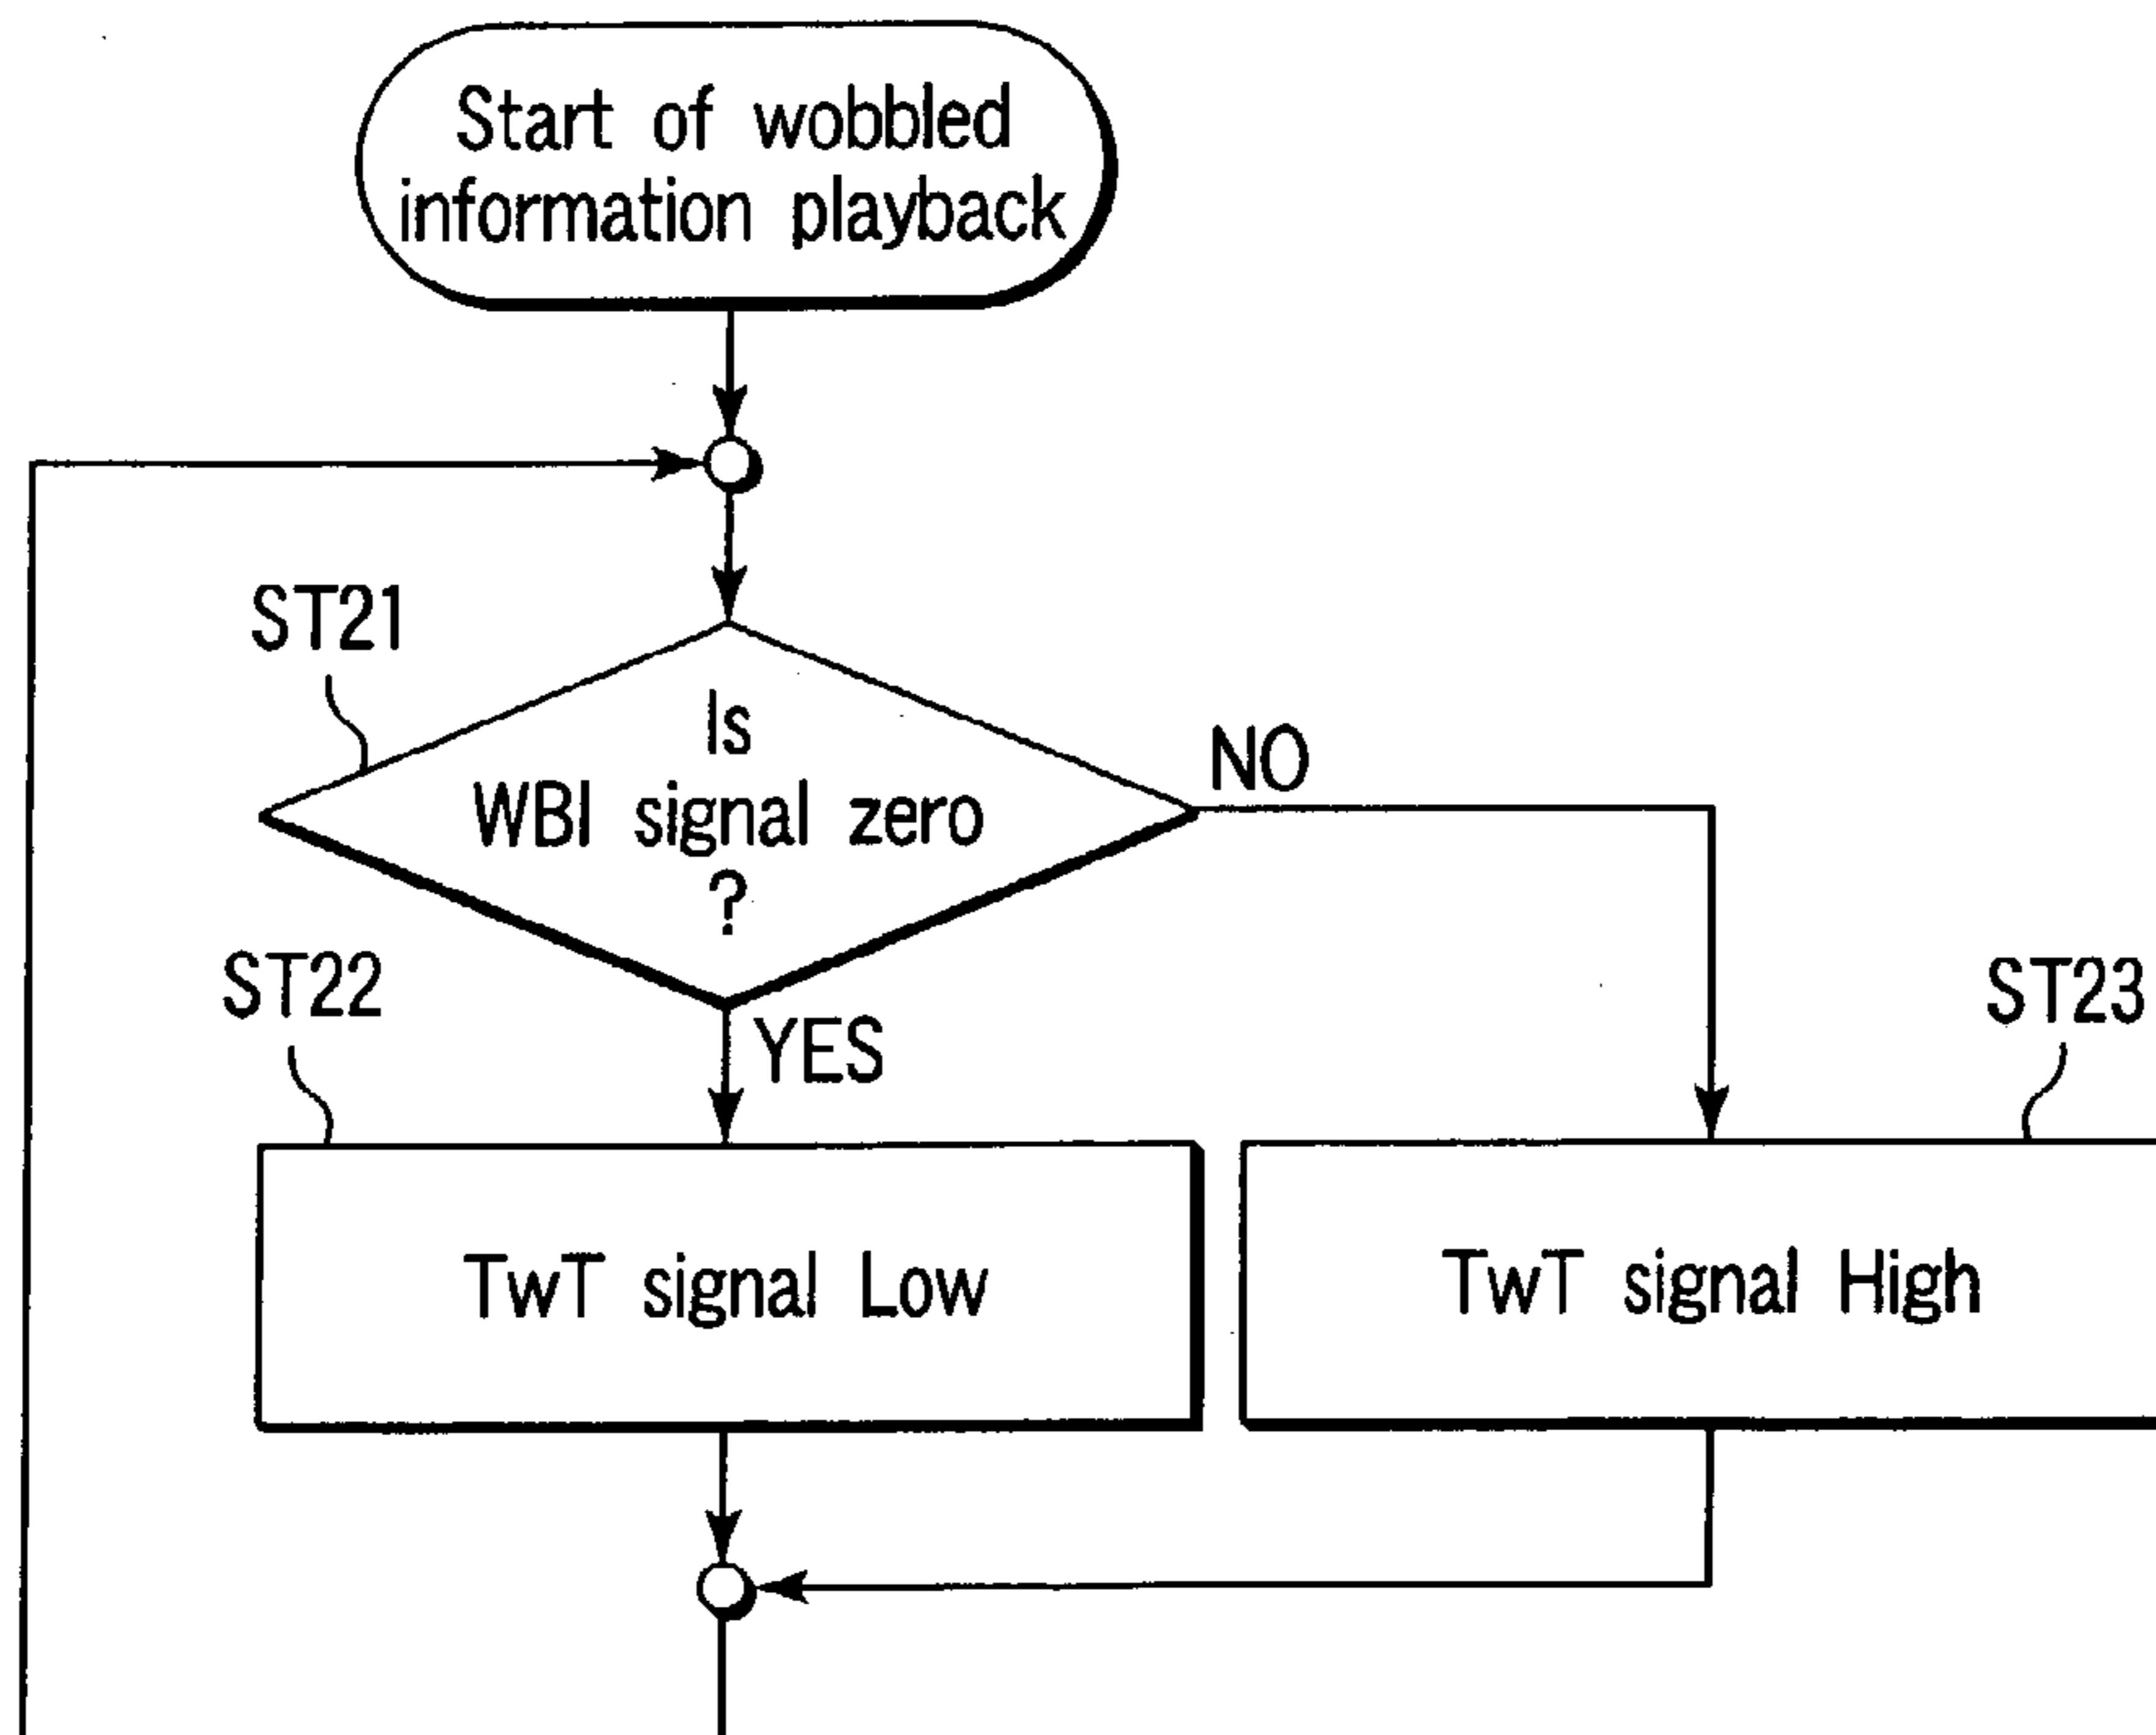 Start of wobbled
information playback
ST21
Is
WBI signal zero
?
NO
ST22
YES
ST23
TwT signal Low
TwT signal High